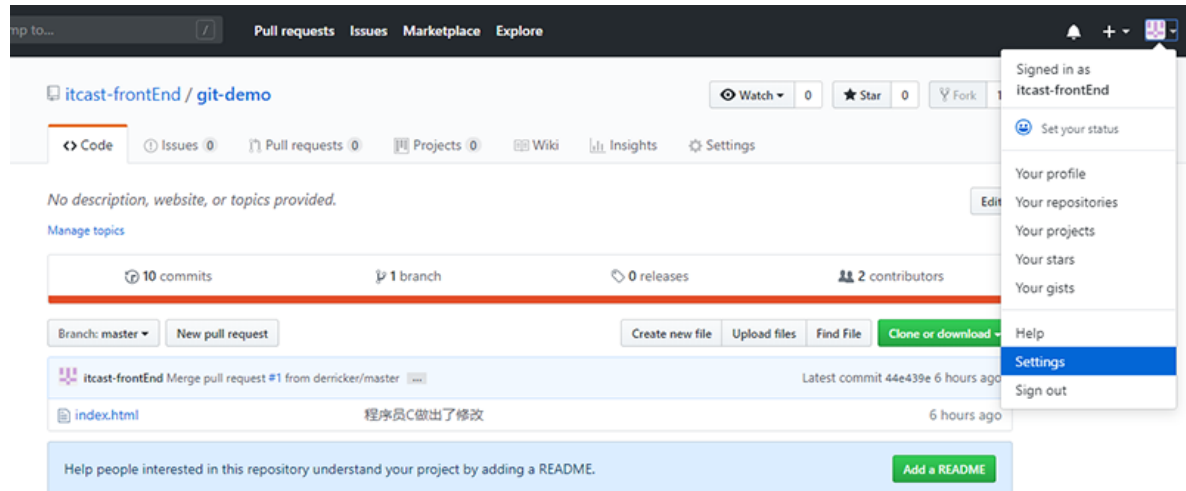 mp to... /
Pull requests Issues Marketplace Explore
Signed in as
itcast-frontEnd
Set your status
Your profile
Your repositories
Your projects
Your stars
Your gists
Help
Settings
Sign out
itcast-frontEnd / git-demo
Watch 0 Star 0 Fork 1
Code Issues 0 Pull requests 0 Projects 0 Wiki Insights Settings
No description, website, or topics provided.
Edit
Manage topics
10 commits 1 branch 0 releases 2 contributors
Branch: master New pull request Create new file Upload files Find File Clone or download
itcast-frontEnd Merge pull request #1 from derricker/master ... Latest commit 44e439e 6 hours ago
index.html 程序员C做出了修改 6 hours ago
Help people interested in this repository understand your project by adding a README. Add a README